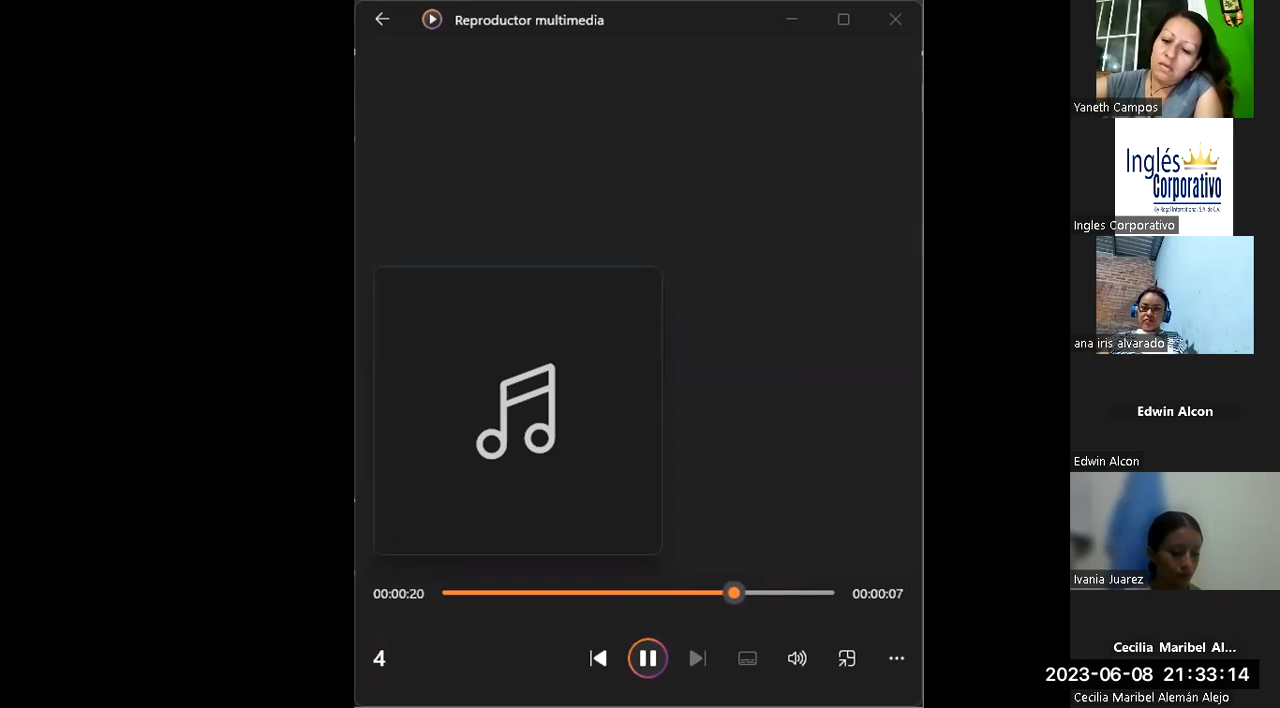 Reproductor multimedia
00:00:20
00:00:07
4
Yaneth Campos
Inglés
Corporativo
Ingles Corporativo
ana iris alvarado
Edwin Alcon
Edwin Alcon
Ivania Juarez
Cecilia Maribel Al...
2023-06-08 21:33:14
Cecilia Maribel Alemán Alejo